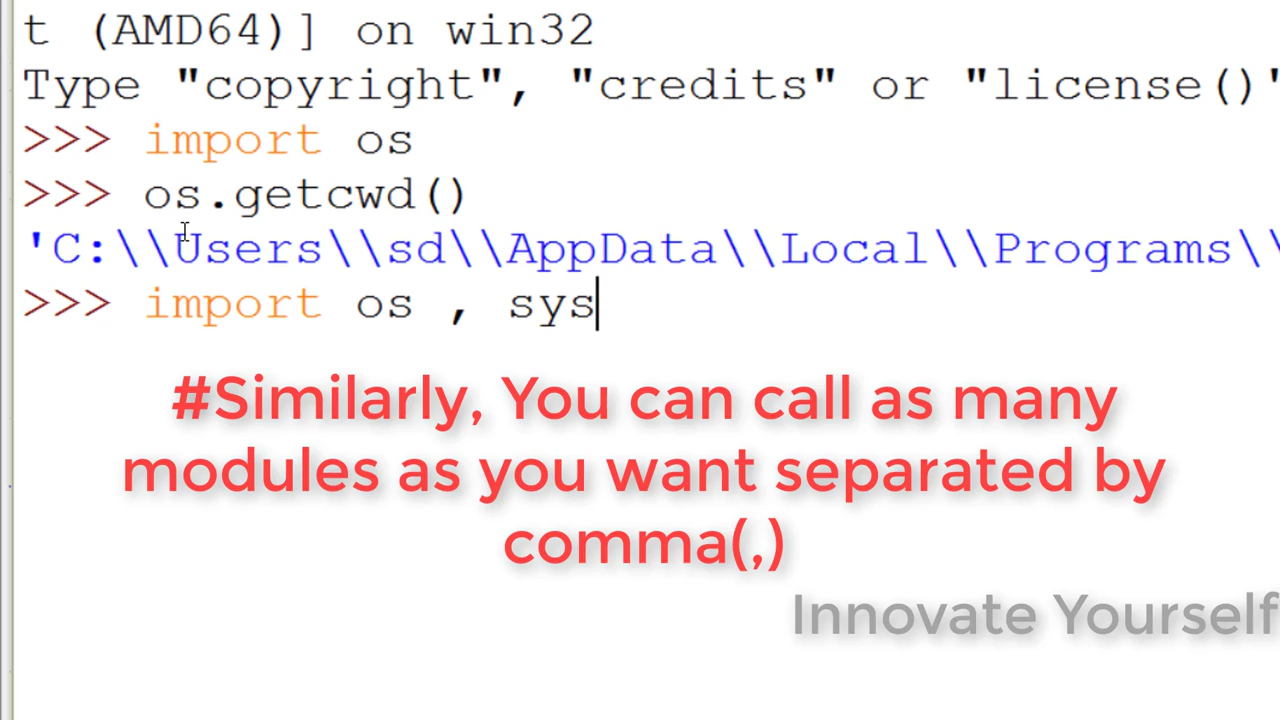 t (AMD64)] on win32
Type "copyright", "credits" or "license()"
>>> import os
>>> os.getcwd()
'C:\\Users\\sd\\AppData\\Local\\Programs\\
>>> import os , sys
#Similarly, You can call as many
modules as you want separated by
comma(,)
Innovate Yourself